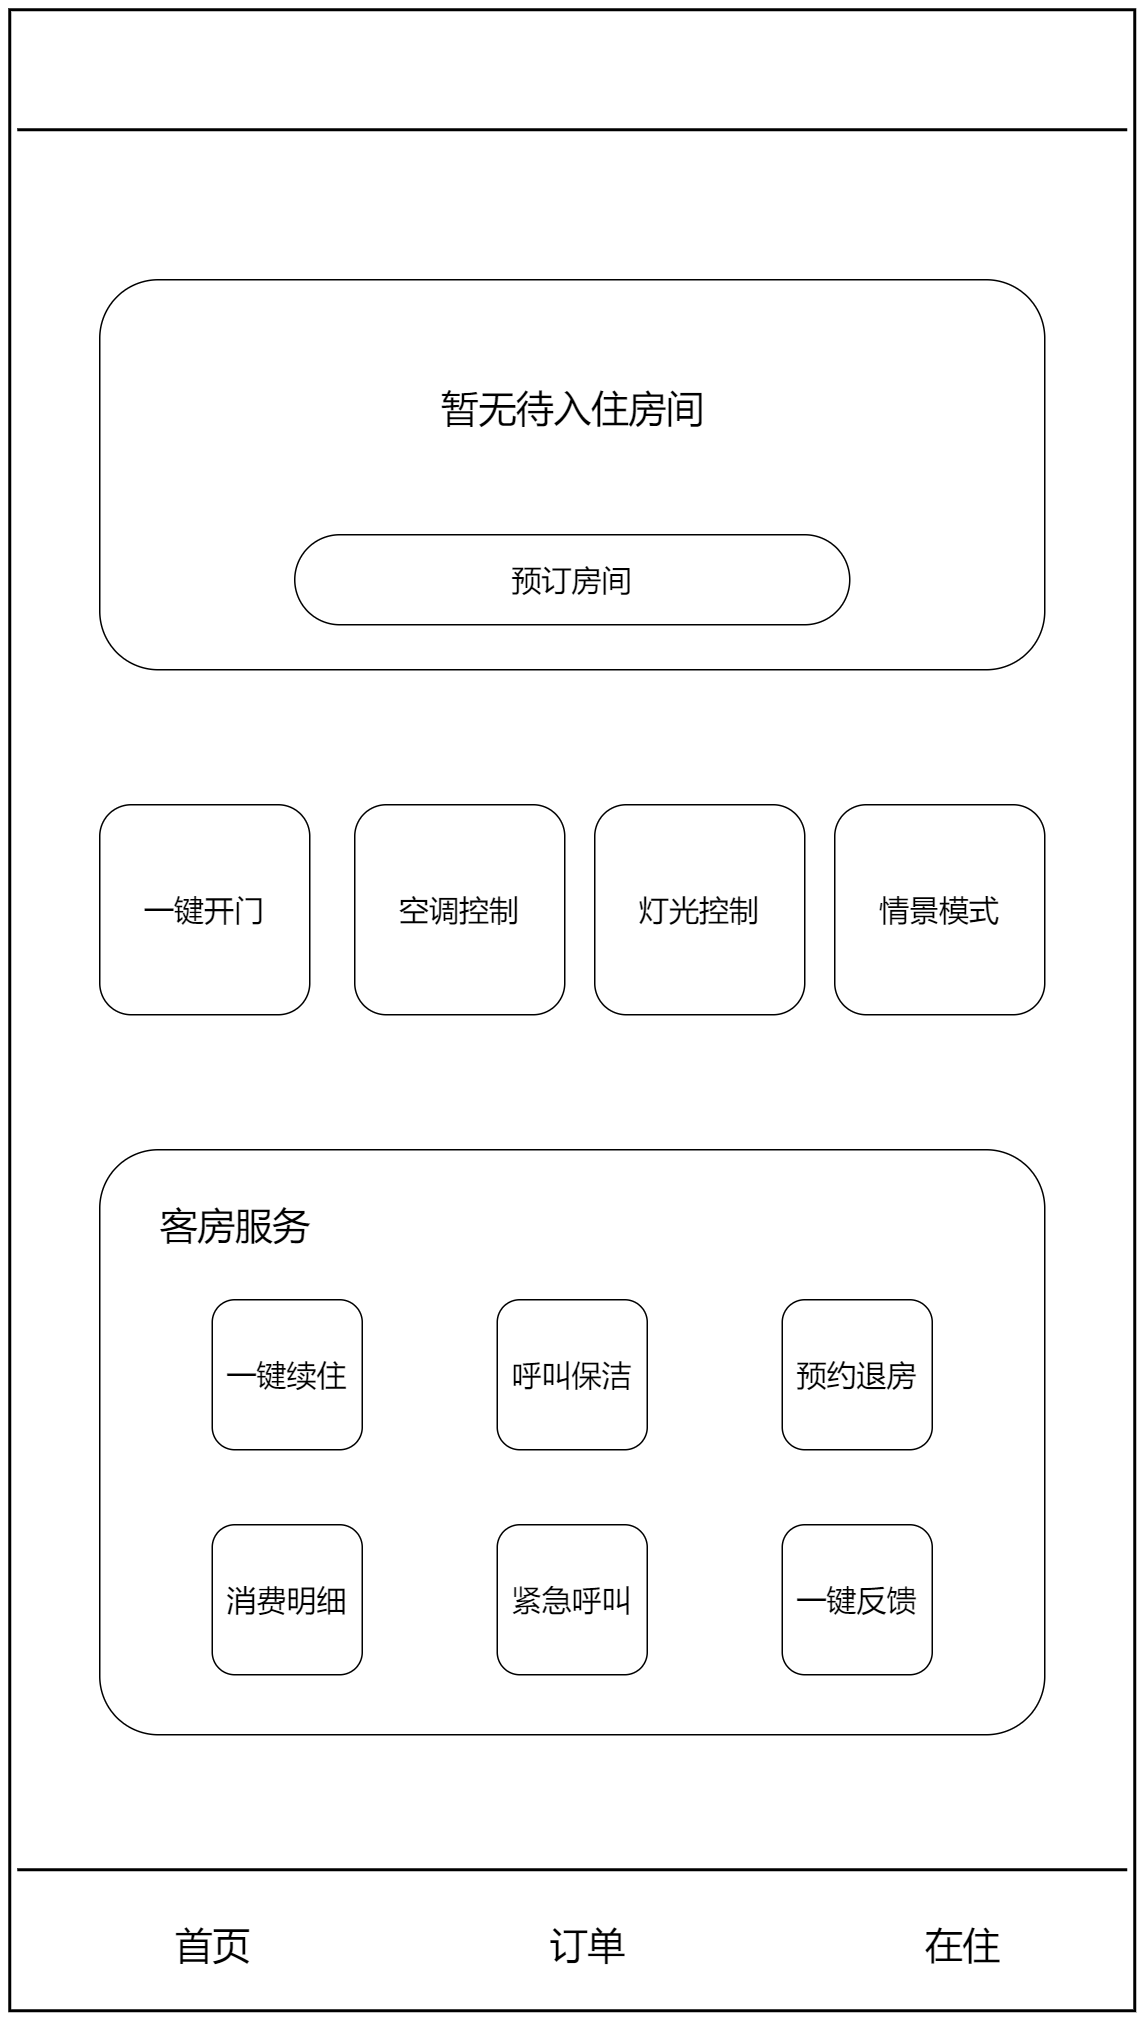 暂无待入住房间
预订房间
一键开门 空调控制 灯光控制 情景模式
客房服务
一键续住 呼叫保洁 预约退房
消费明细 紧急呼叫 一键反馈
首页 订单 在住